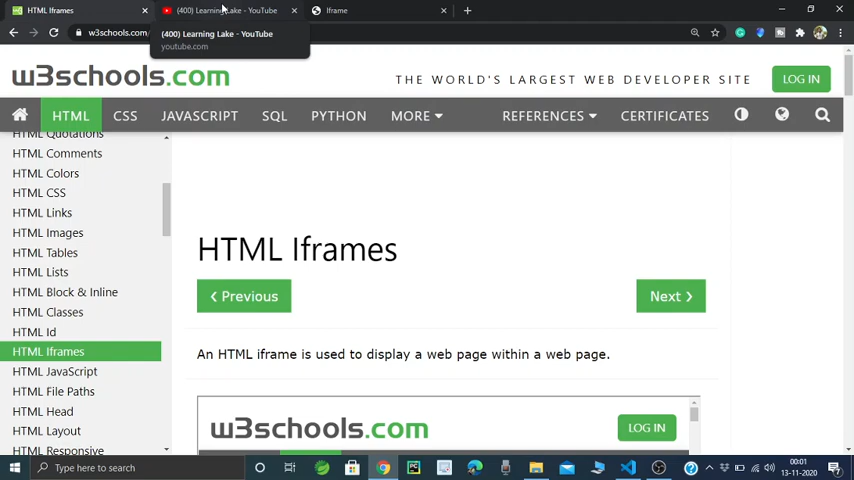 HTML Iframes
(400) Learning Lake - YouTube
Iframe
w3schools.com/
(400) Learning Lake - YouTube
youtube.com
w3schools.com
THE WORLD'S LARGEST WEB DEVELOPER SITE
LOG IN
HTML CSS JAVASCRIPT SQL PYTHON MORE REFERENCES CERTIFICATES
HTML Quotations
HTML Comments
HTML Colors
HTML CSS
HTML Links
HTML Images
HTML Tables
HTML Lists
HTML Block & Inline
HTML Classes
HTML Id
HTML Iframes
HTML JavaScript
HTML File Paths
HTML Head
HTML Layout
HTML Responsive
HTML Iframes
❮ Previous
Next ❯
An HTML iframe is used to display a web page within a web page.
w3schools.com
LOG IN
Type here to search
PC
00:01
13-11-2020
7